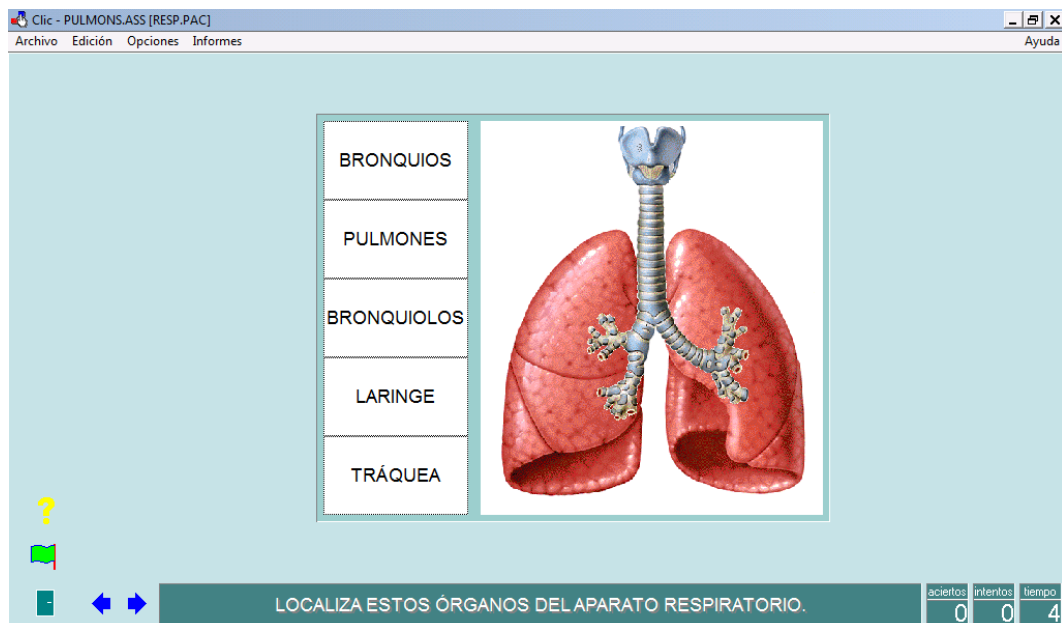 Clic - PULMONS.ASS [RESP.PAC]
Archivo Edición Opciones Informes Ayuda
BRONQUIOS
PULMONES
BRONQUIOLOS
LARINGE
TRÁQUEA
?
LOCALIZA ESTOS ÓRGANOS DEL APARATO RESPIRATORIO.
aciertos intentos tiempo
0 0 4